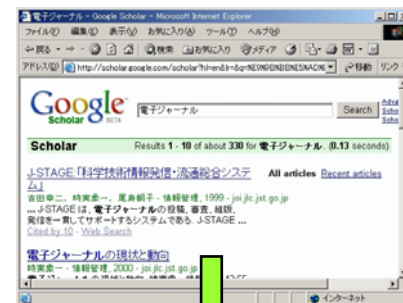 電子ジャーナル - Google Scholar - Microsoft Internet Explorer
ファイル(F) 編集(E) 表示(V) お気に入り(A) ツール(T) ヘルプ(H)
戻る 検索 お気に入り メディア
アドレス(D) http://scholar.google.com/scholar?hl=en&lr=&q= 移動 リンク
Google Scholar BETA
電子ジャーナル Search
Scholar Results 1 - 10 of about 330 for 電子ジャーナル. (0.13 seconds)
J-STAGE「科学技術情報発信・流通総合システ All articles Recent articles
ム」
吉田幸二, 時実象一, 尾身朝子 - 情報管理, 1999 - joi.jlc.jst.go.jp
... J-STAGEは, 電子ジャーナルの投稿, 審査, 組版,
発信を一貫してサポートするシステムである. J-STAGE ...
Cited by 10 - Web Search
電子ジャーナルの現状と動向
時実象一 - 情報管理, 2000 - joi.jlc.jst.go.jp
インターネット